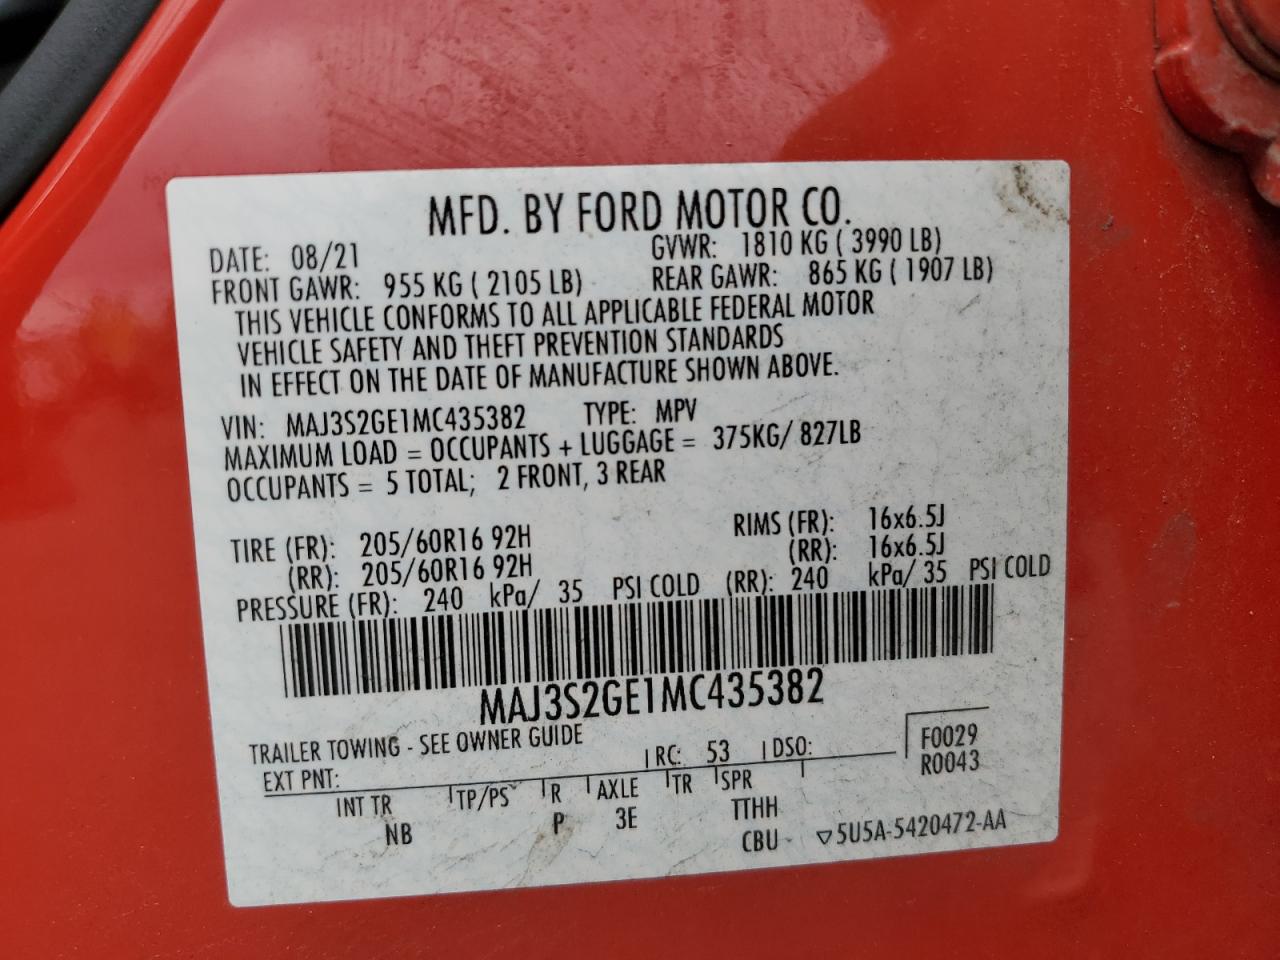 MFD. BY FORD MOTOR CO.
DATE: 08/21 GVWR: 1810 KG ( 3990 LB)
FRONT GAWR: 955 KG ( 2105 LB) REAR GAWR: 865 KG ( 1907 LB)
THIS VEHICLE CONFORMS TO ALL APPLICABLE FEDERAL MOTOR
VEHICLE SAFETY AND THEFT PREVENTION STANDARDS
IN EFFECT ON THE DATE OF MANUFACTURE SHOWN ABOVE.
VIN: MAJ3S2GE1MC435382 TYPE: MPV
MAXIMUM LOAD = OCCUPANTS + LUGGAGE = 375KG/ 827LB
OCCUPANTS = 5 TOTAL; 2 FRONT, 3 REAR
TIRE (FR): 205/60R16 92H RIMS (FR): 16x6.5J
(RR): 205/60R16 92H (RR): 16x6.5J
PRESSURE (FR): 240 kPa/ 35 PSI COLD (RR): 240 kPa/ 35 PSI COLD
MAJ3S2GE1MC435382
TRAILER TOWING - SEE OWNER GUIDE
EXT PNT: RC: 53 DSO: F0029
R0043
INT TR TP/PS R AXLE TR SPR
NB P 3E TTHH
CBU 5U5A-5420472-AA